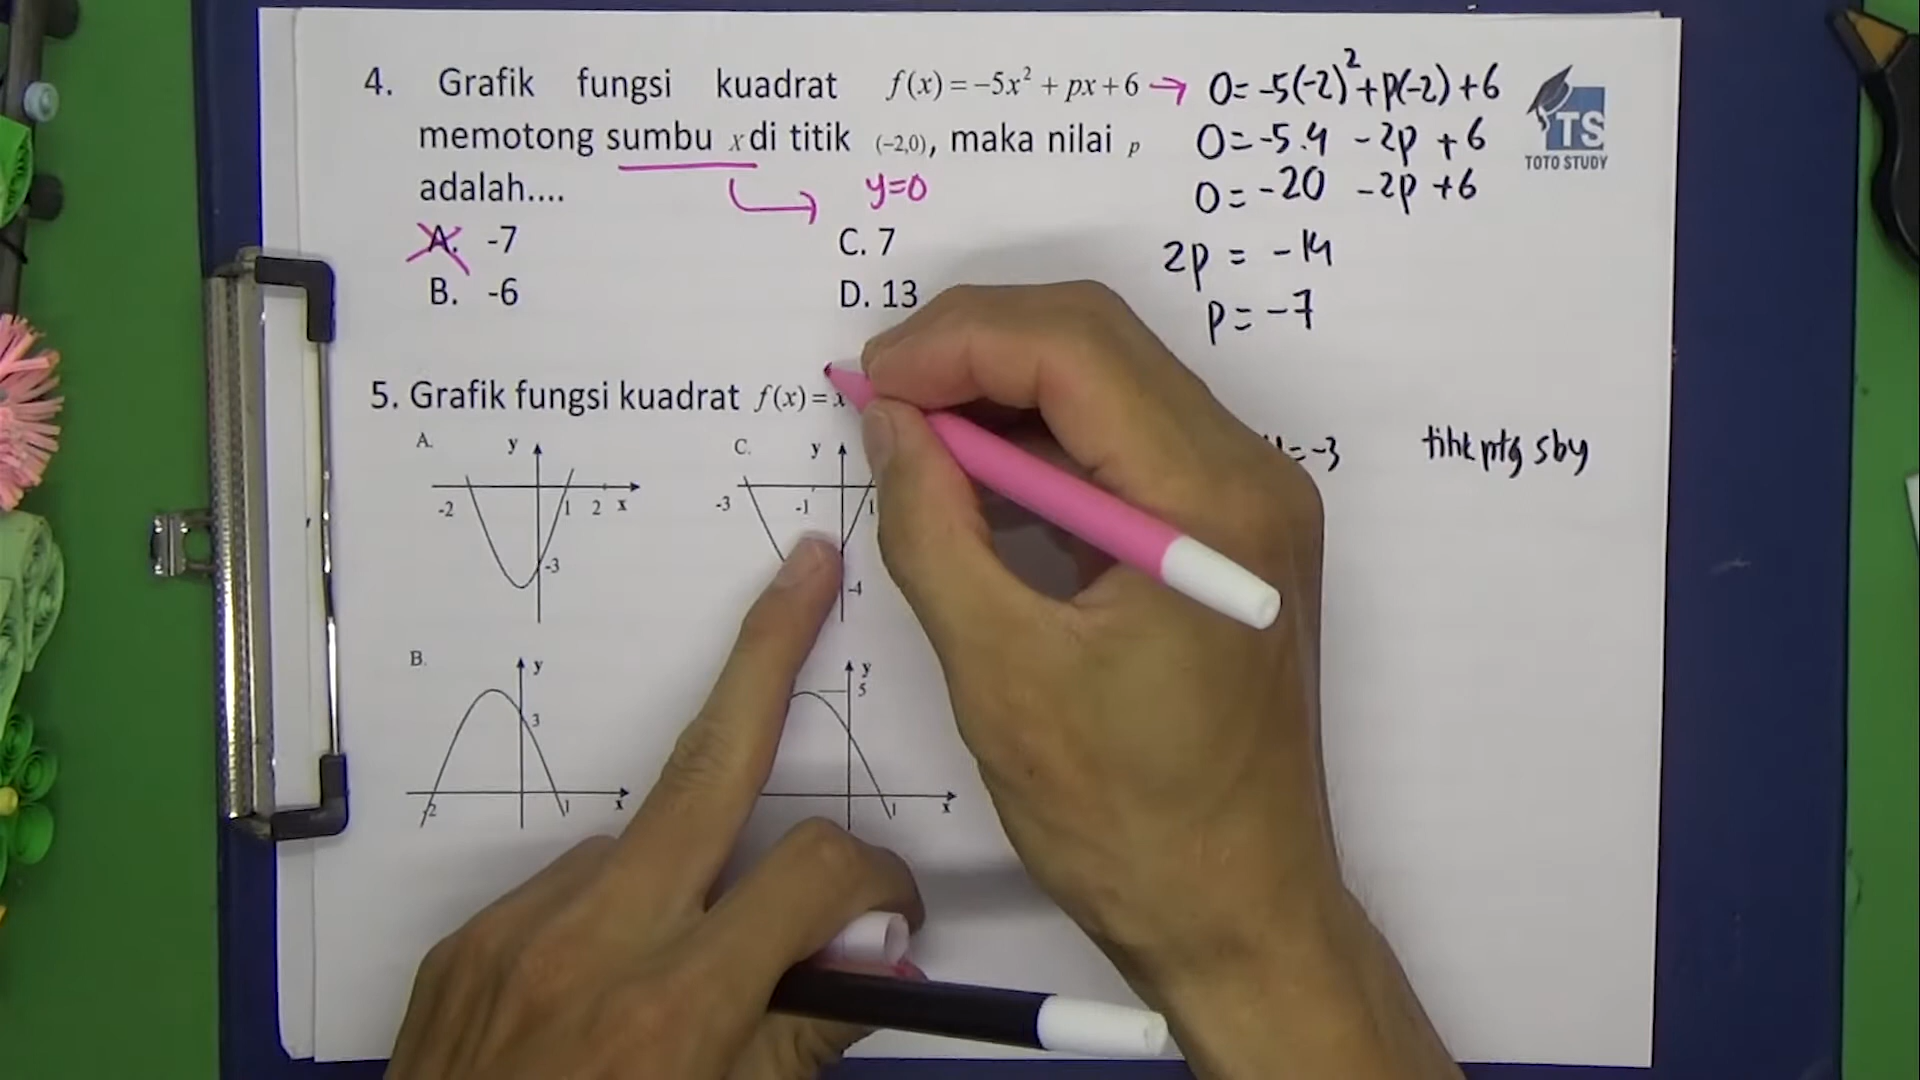 4. Grafik fungsi kuadrat f(x) = −5x² + px + 6 → 0 = -5(-2)² + p(-2) + 6
memotong sumbu x di titik (−2,0), maka nilai p
0 = -5.4 - 2p + 6
adalah....
y=0
0 = -20 - 2p + 6
A. -7
C. 7
2p = -14
B. -6
D. 13
p = -7
TS
TOTO STUDY
5. Grafik fungsi kuadrat f(x) = x
= -3
ptg sby
A.
y
-2 1 2 x
-3
C.
y
-3 -1 1
-4
B.
y
3
-2 1 x
y
5
1 x